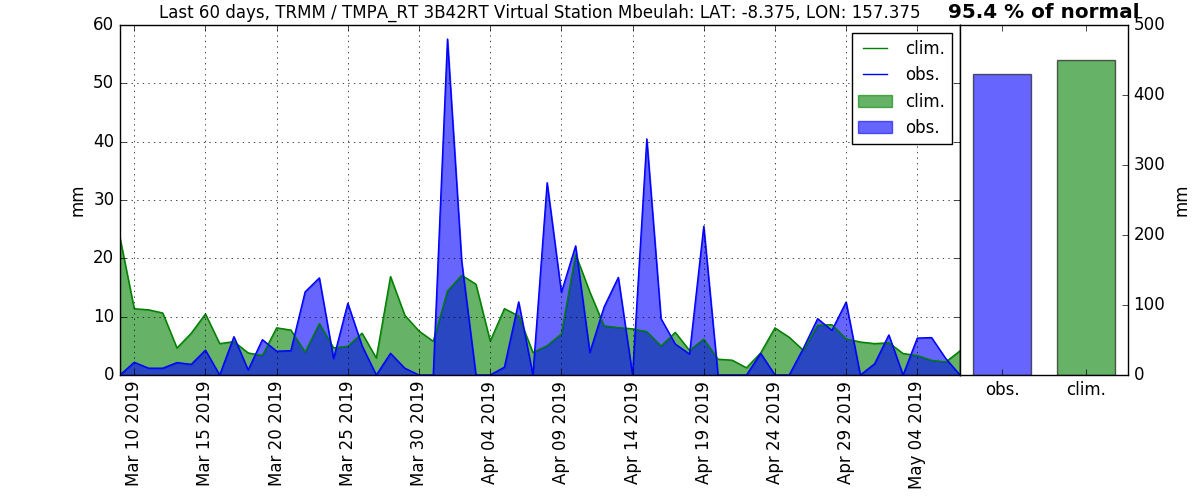 Last 60 days, TRMM / TMPA_RT 3B42RT Virtual Station Mbeulah: LAT: -8.375, LON: 157.375
95.4 % of normal
60
50
40
30
20
10
0
mm
clim.
obs.
clim.
obs.
Mar 10 2019
Mar 15 2019
Mar 20 2019
Mar 25 2019
Mar 30 2019
Apr 04 2019
Apr 09 2019
Apr 14 2019
Apr 19 2019
Apr 24 2019
Apr 29 2019
May 04 2019
500
400
300
200
100
0
mm
obs.
clim.